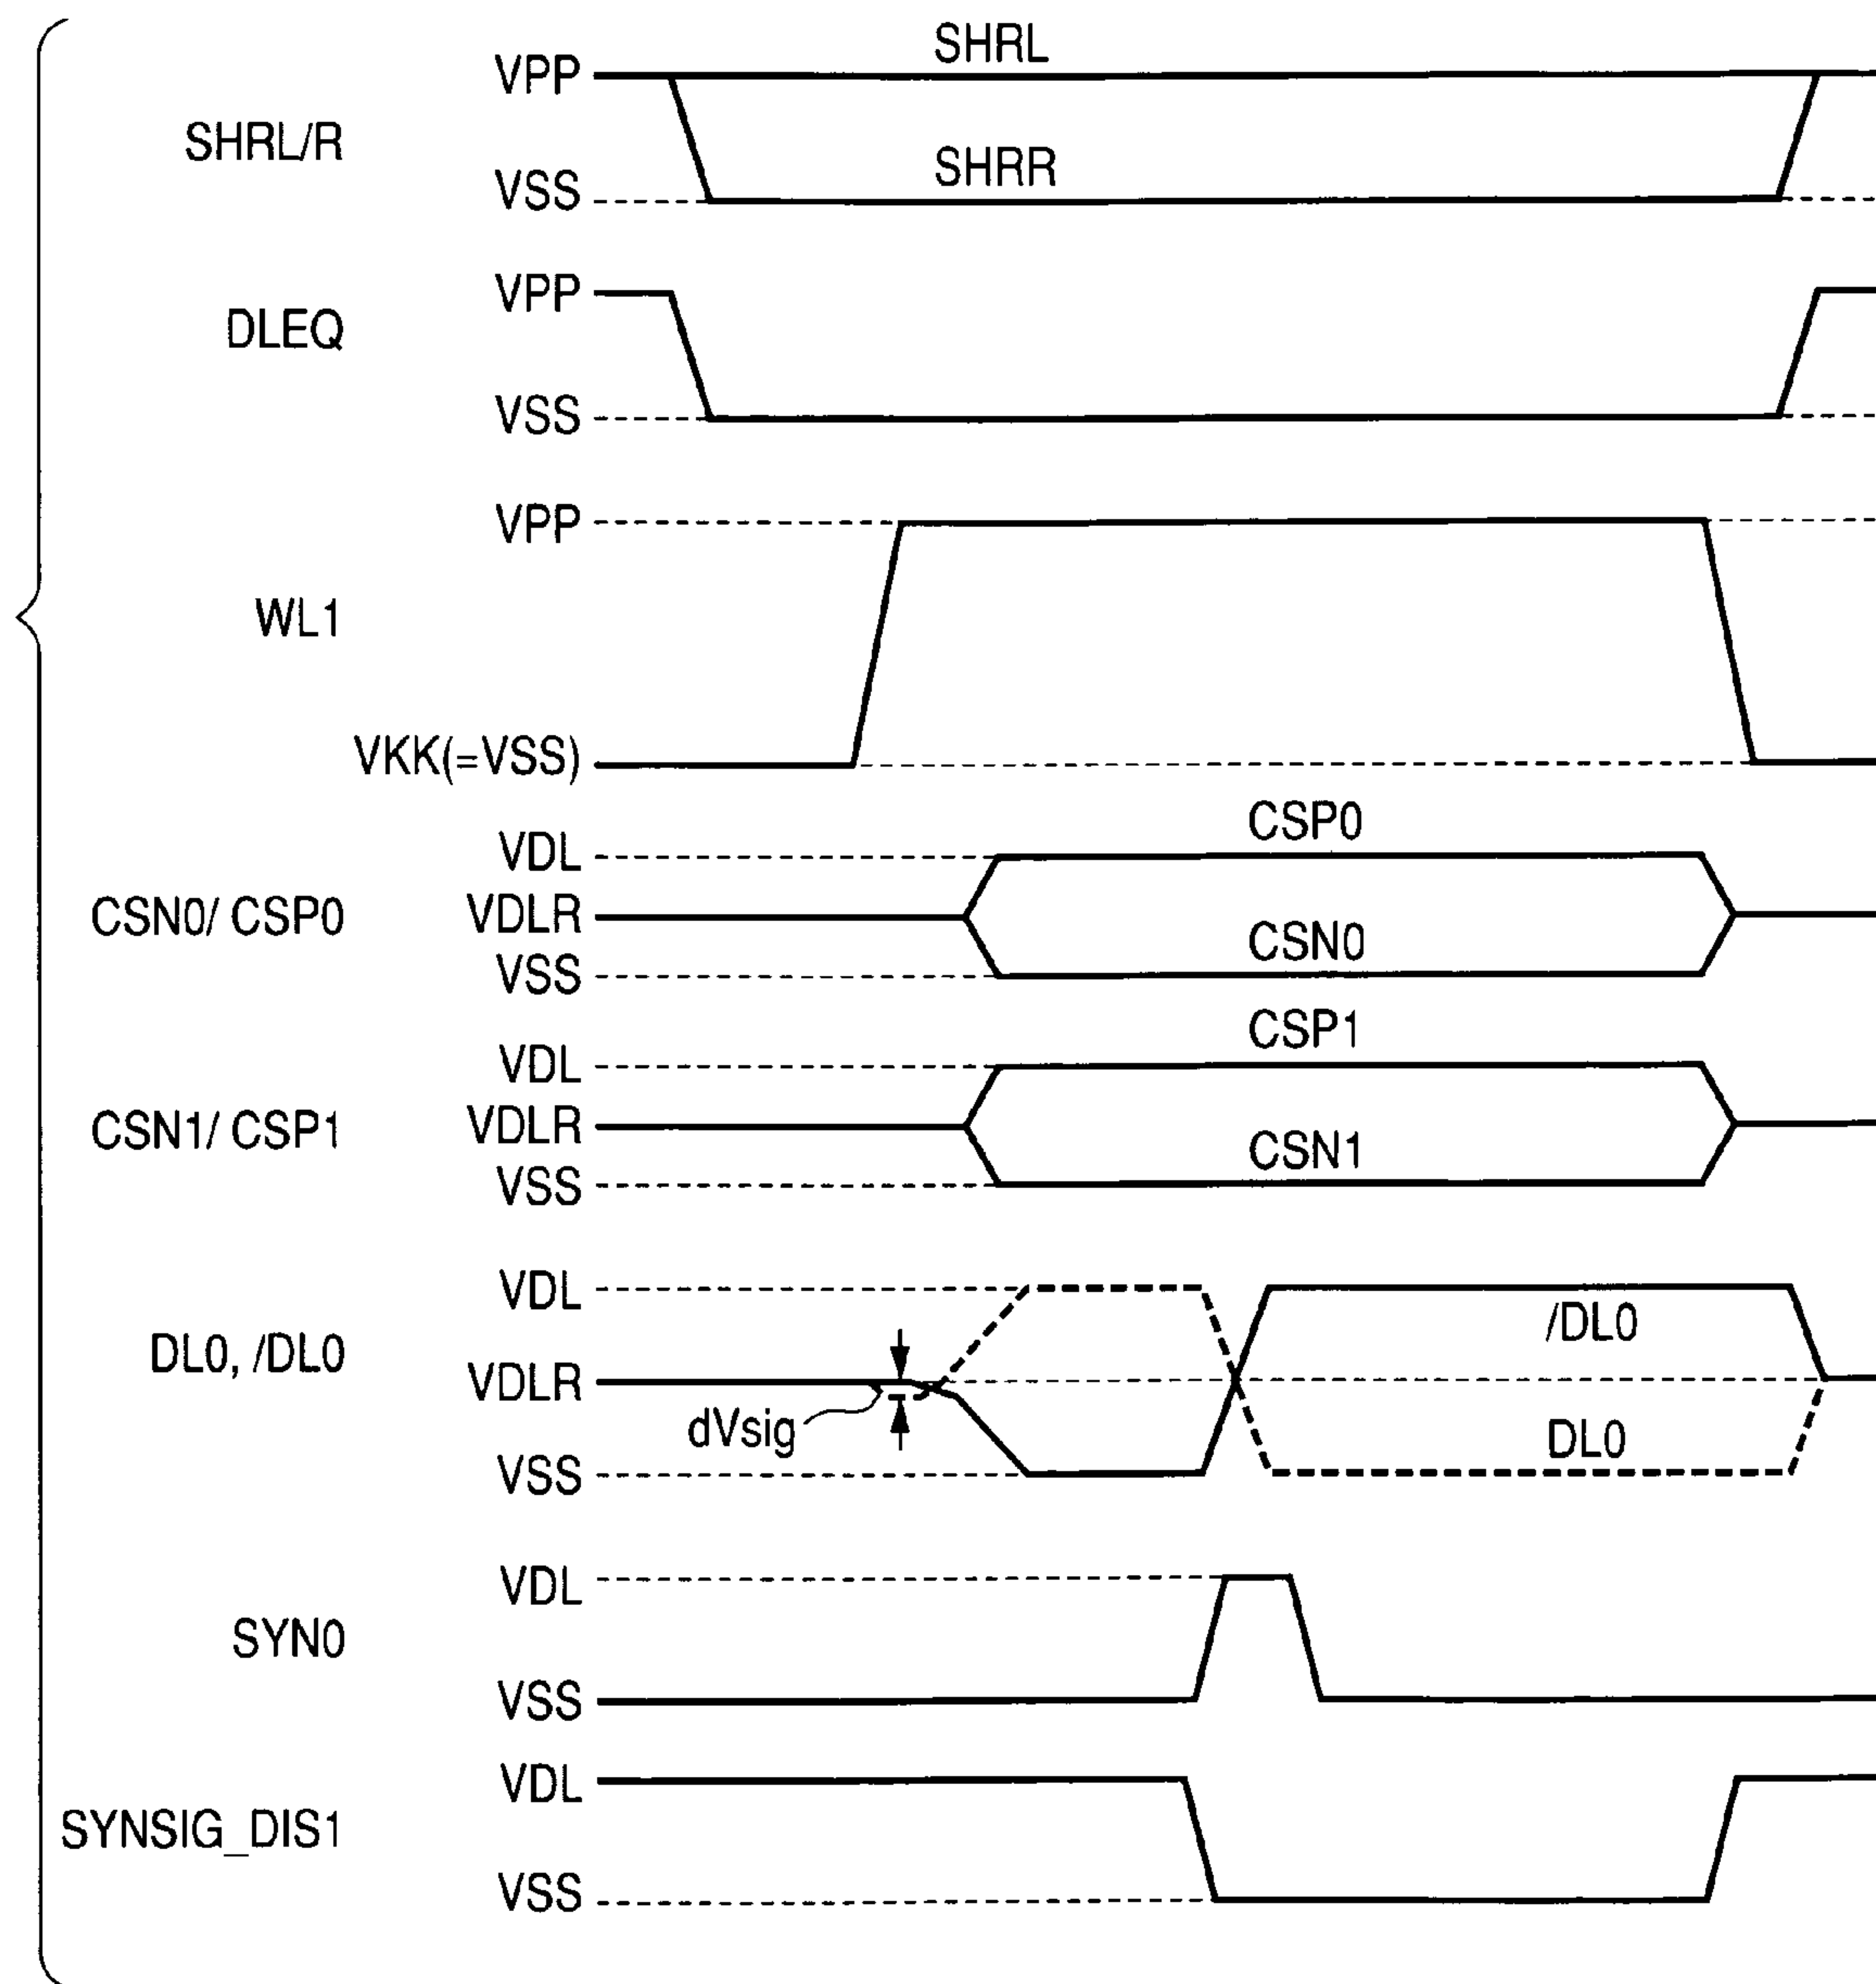 SHRL
VPP
SHRL/R
SHRR
VSS
VPP
DLEQ
VSS
VPP
WL1
VKK(=VSS)
CSP0
VDL
CSN0/ CSP0
VDLR
CSN0
VSS
CSP1
VDL
CSN1/ CSP1
VDLR
CSN1
VSS
VDL
/DL0
DL0, /DL0
VDLR
dVsig
DL0
VSS
VDL
SYN0
VSS
VDL
SYNSIG_DIS1
VSS